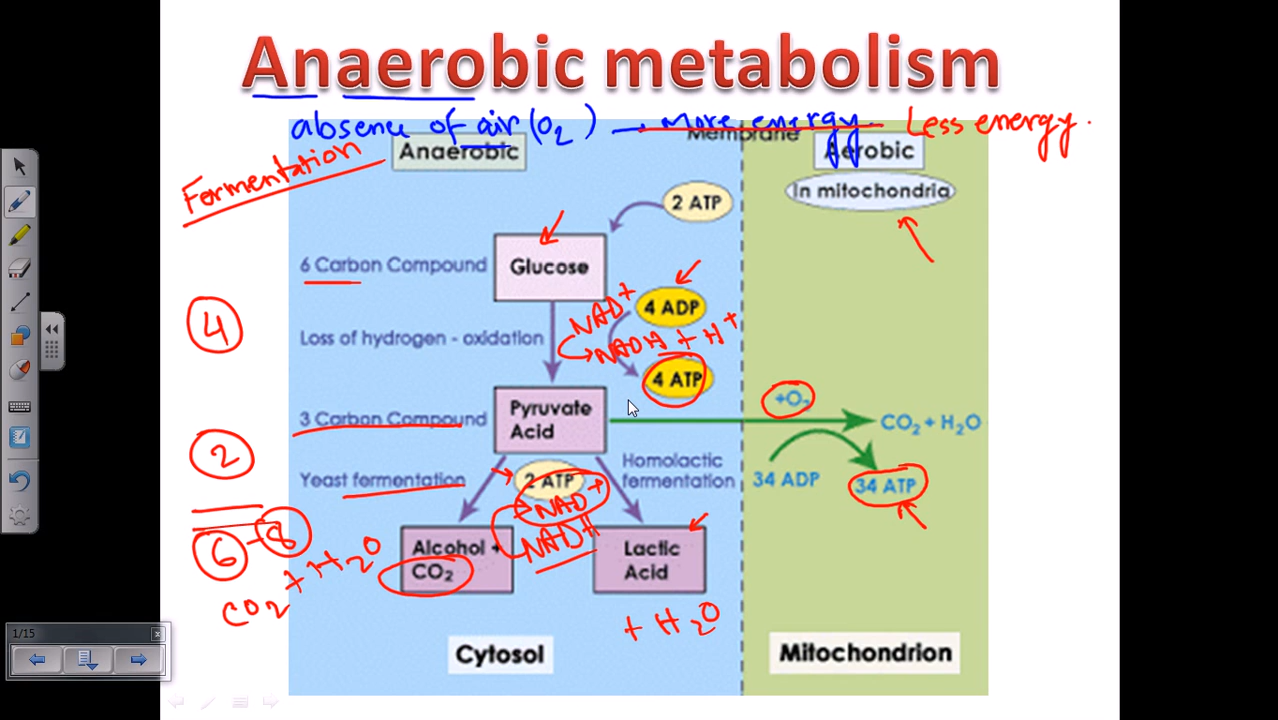 Anaerobic metabolism
absence of air (O2) → More energy. Less energy.
Fermentation
Anaerobic
Membrane
Aerobic
In mitochondria
2 ATP
6 Carbon Compound
Glucose
4 ADP
NAD+
4
Loss of hydrogen - oxidation
NADH + H+
4 ATP
3 Carbon Compound
Pyruvate
Acid
+O2
CO2 + H2O
2
Yeast fermentation
2 ATP
Homolactic
fermentation
34 ADP
34 ATP
NAD+
NADH
6 - 8
Alcohol +
CO2
Lactic
Acid
CO2 + H2O
+ H2O
1/15
Cytosol
Mitochondrion